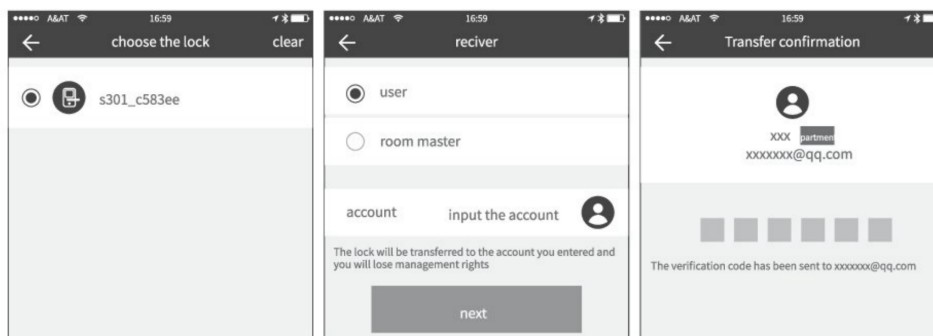 A&AT 16:59
choose the lock clear
s301_c583ee
A&AT 16:59
reciver
user
room master
account input the account
The lock will be transferred to the account you entered and
you will lose management rights
next
A&AT 16:59
Transfer confirmation
xxx partment
xxxxxxx@qq.com
The verification code has been sent to xxxxxxx@qq.com